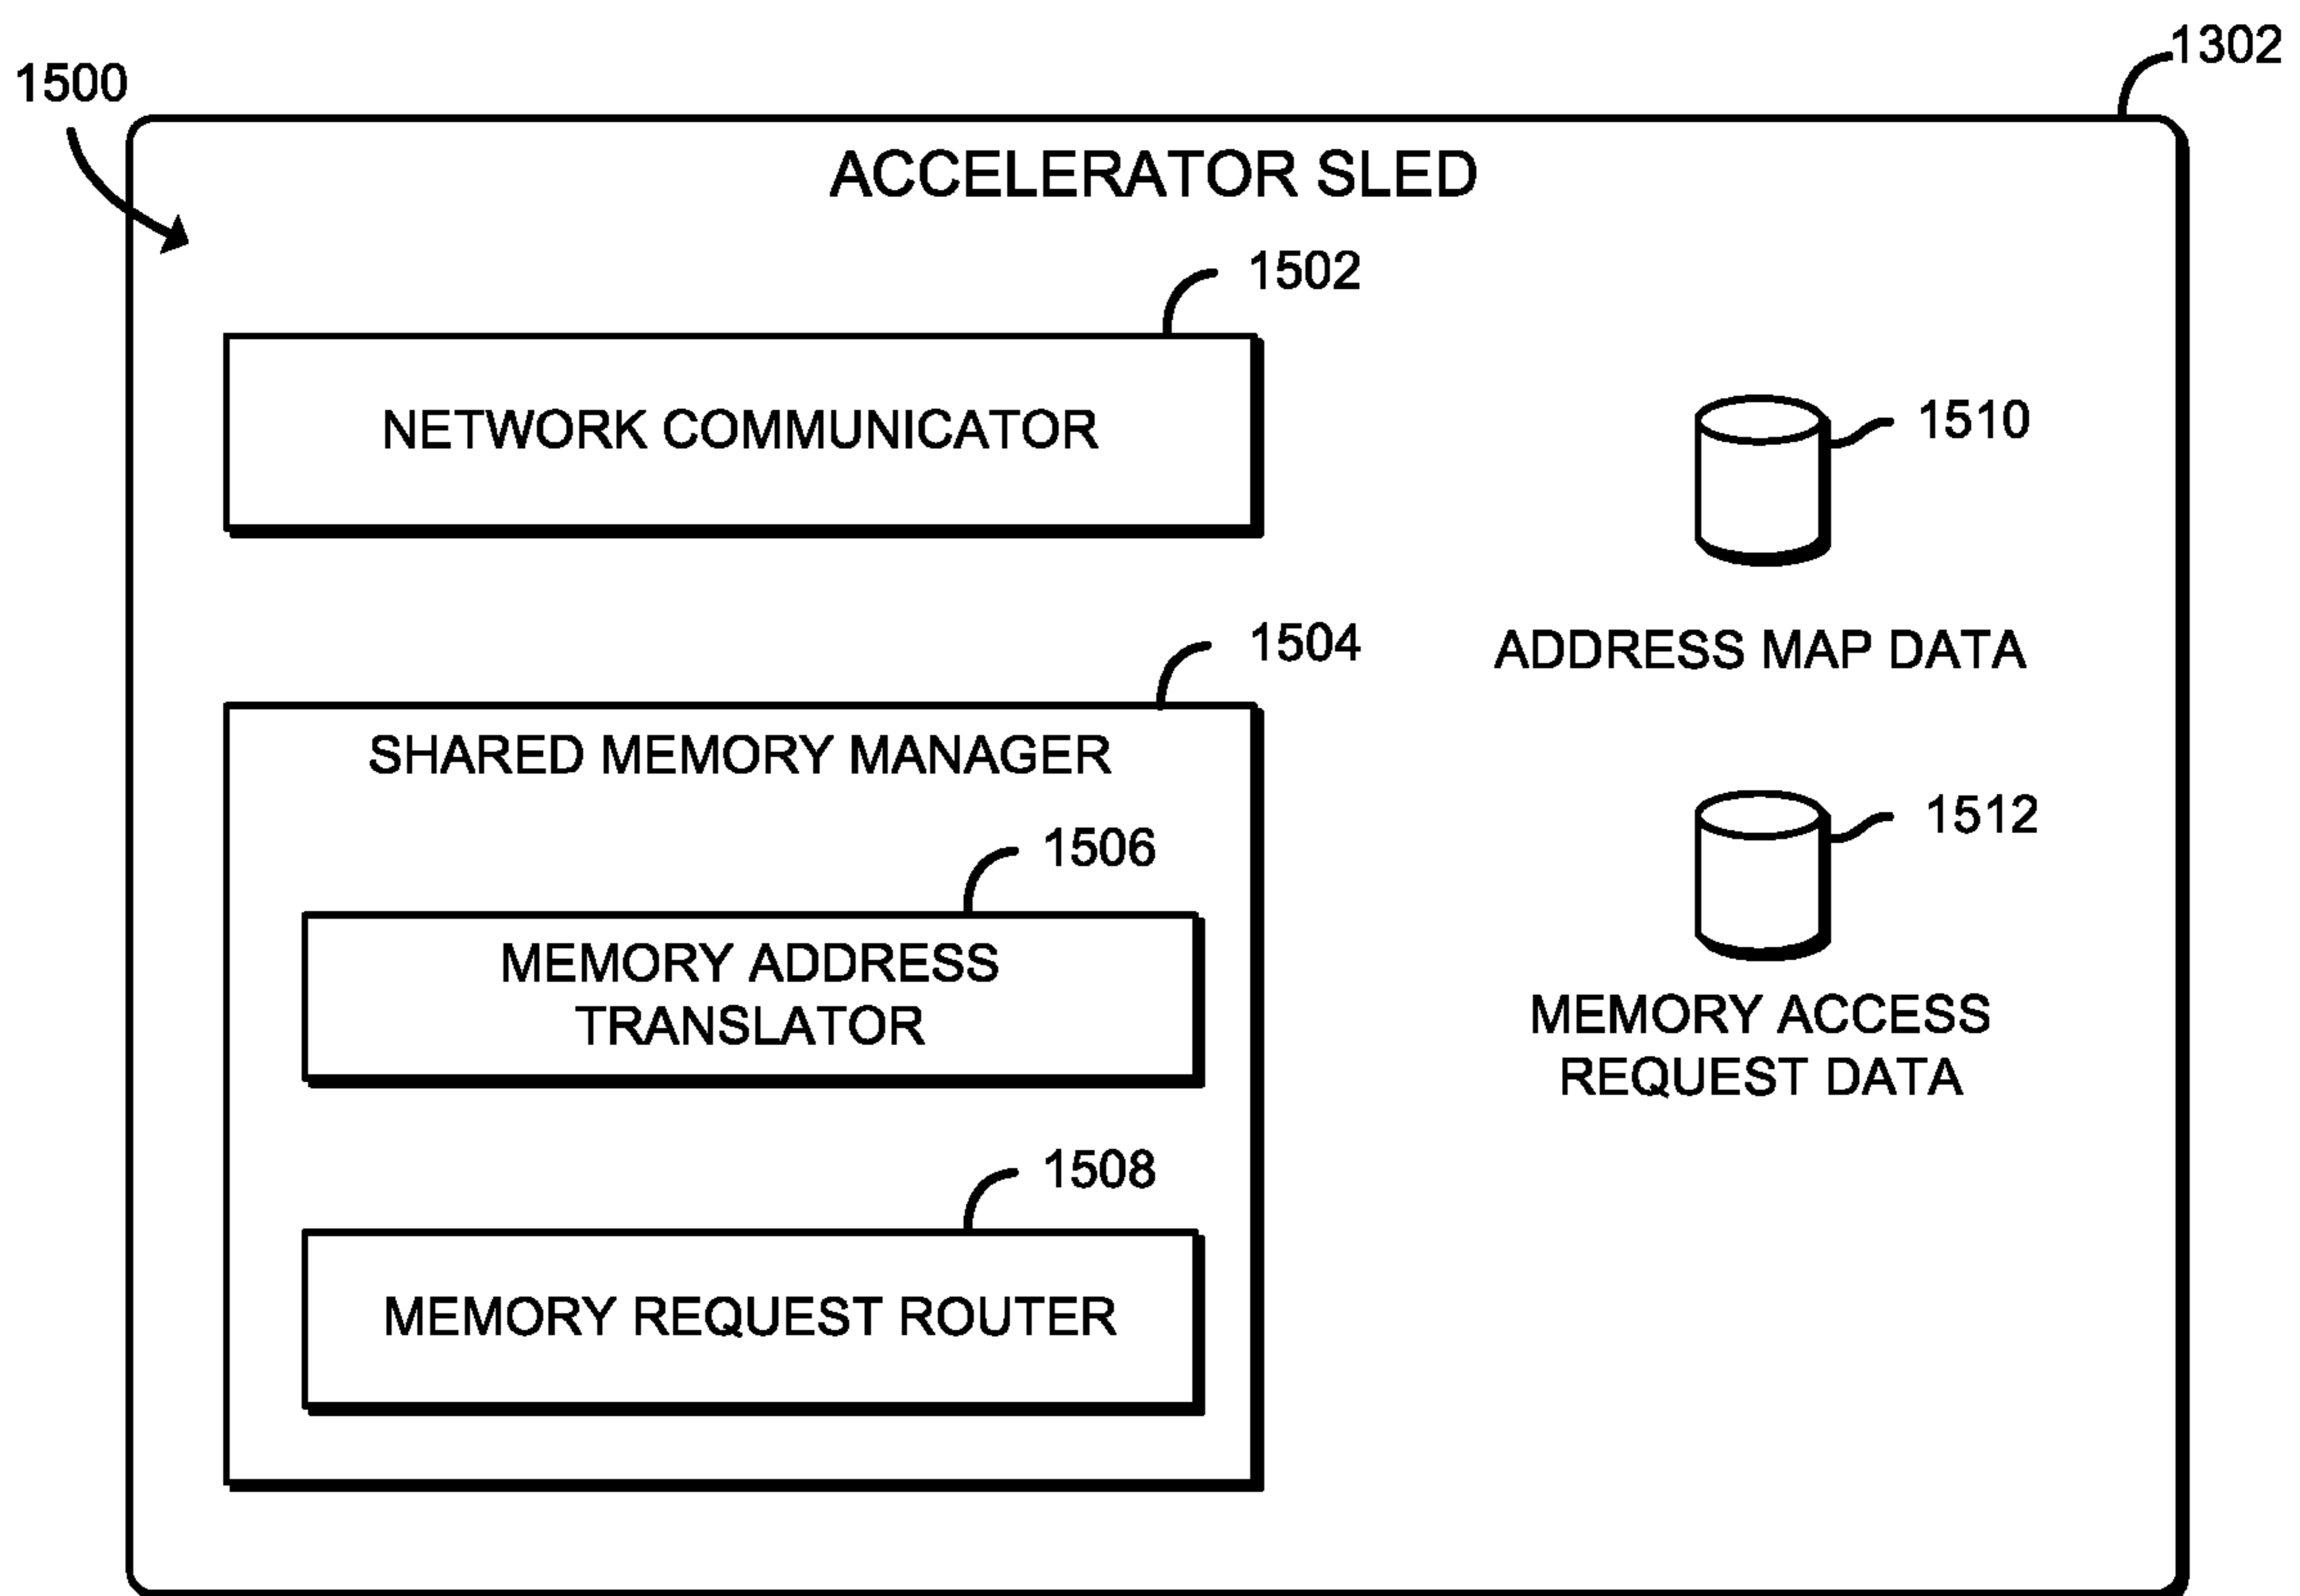 1302
1500
ACCELERATOR SLED
1502
NETWORK COMMUNICATOR
1510
ADDRESS MAP DATA
1504
SHARED MEMORY MANAGER
1506
MEMORY ADDRESS
TRANSLATOR
1508
MEMORY REQUEST ROUTER
1512
MEMORY ACCESS
REQUEST DATA